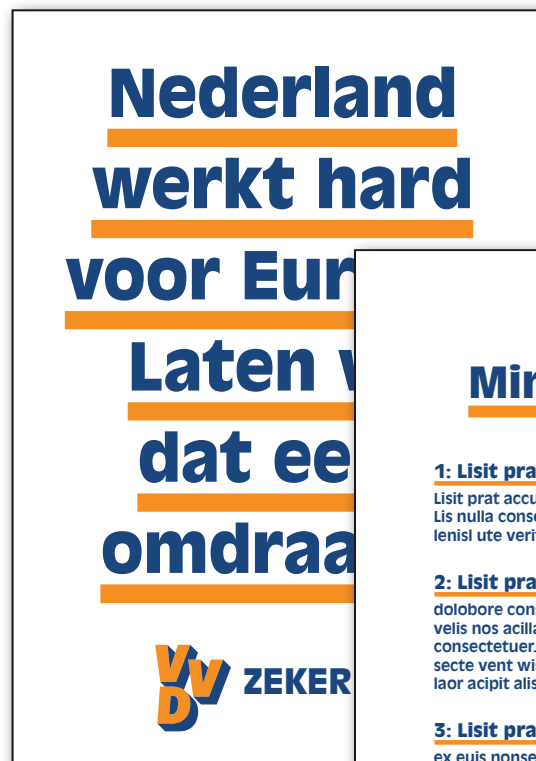 Nederland
werkt hard
voor Eur
Laten
dat ee
omdraa
VVD ZEKER
Min
1: Lisit pra
Lisit prat accu
Lis nulla conse
lenisl ute veri
2: Lisit pra
dolobore cons
velis nos acilla
consectetuer.
secte vent wis
laor acipit alis
3: Lisit pra
ex euis nonse